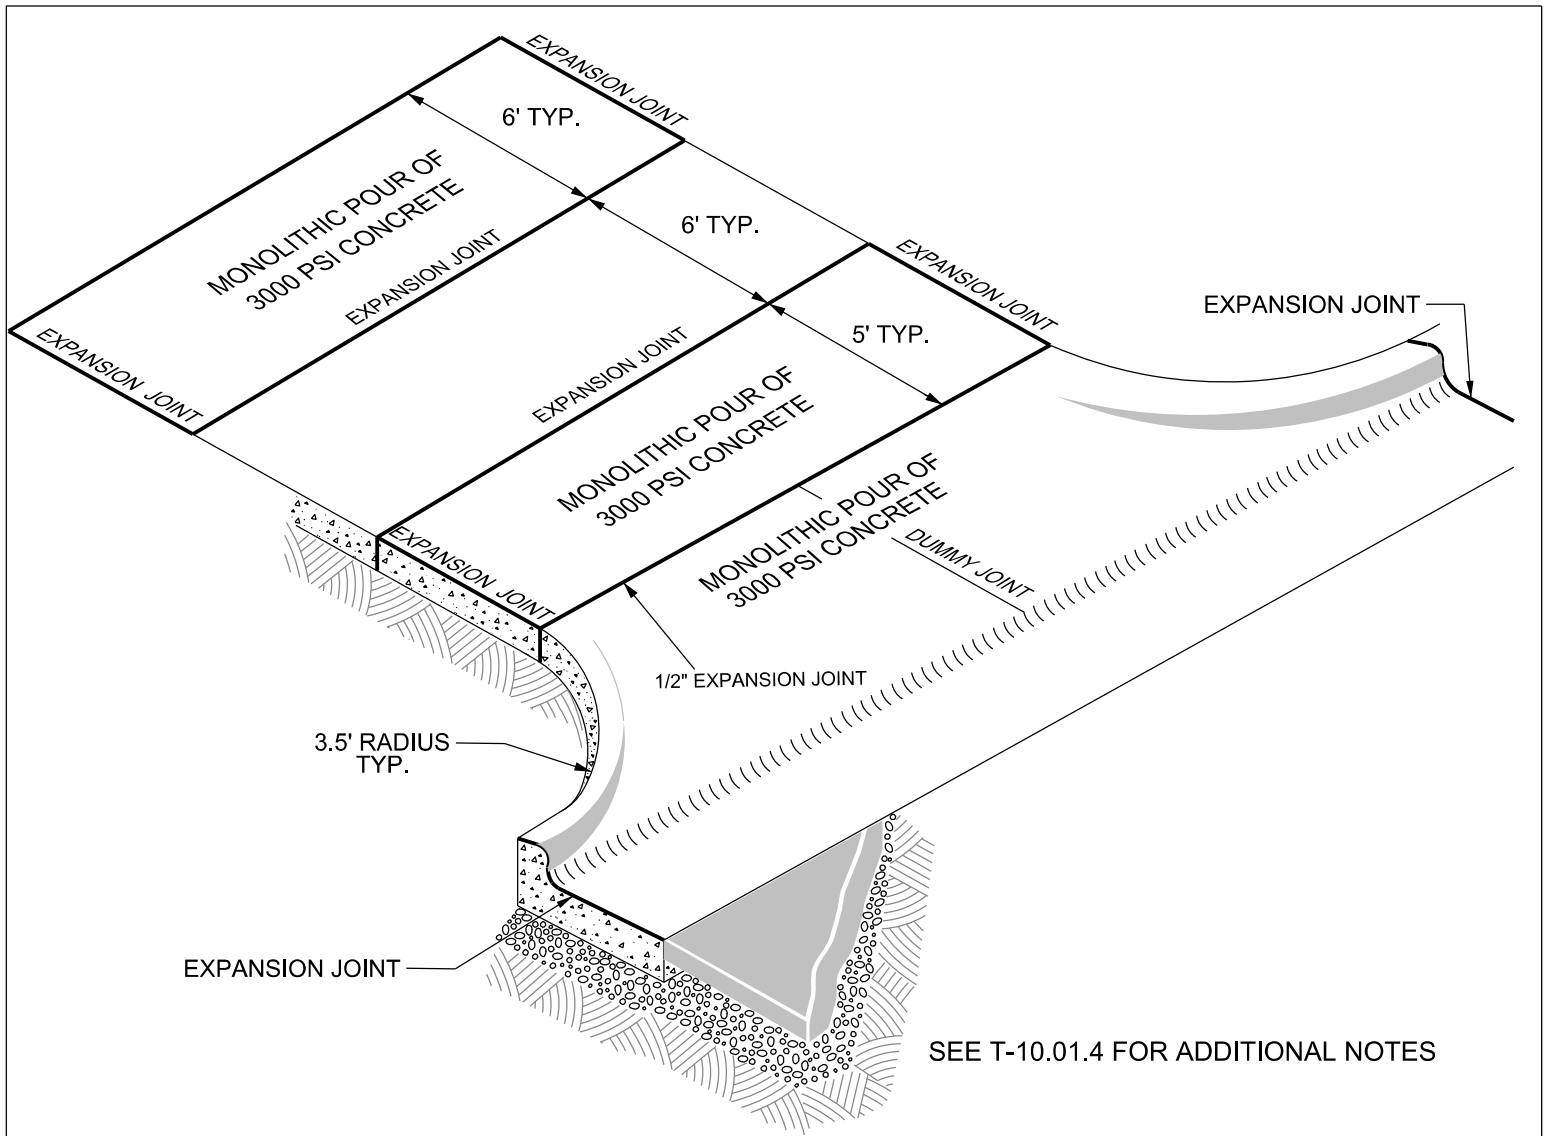 EXPANSION JOINT
6' TYP.
MONOLITHIC POUR OF
3000 PSI CONCRETE
EXPANSION JOINT
6' TYP.
EXPANSION JOINT
EXPANSION JOINT
EXPANSION JOINT
5' TYP.
EXPANSION JOINT
EXPANSION JOINT
MONOLITHIC POUR OF
3000 PSI CONCRETE
EXPANSION JOINT
MONOLITHIC POUR OF
3000 PSI CONCRETE
DUMMY JOINT
1/2" EXPANSION JOINT
3.5' RADIUS
TYP.
EXPANSION JOINT
SEE T-10.01.4 FOR ADDITIONAL NOTES